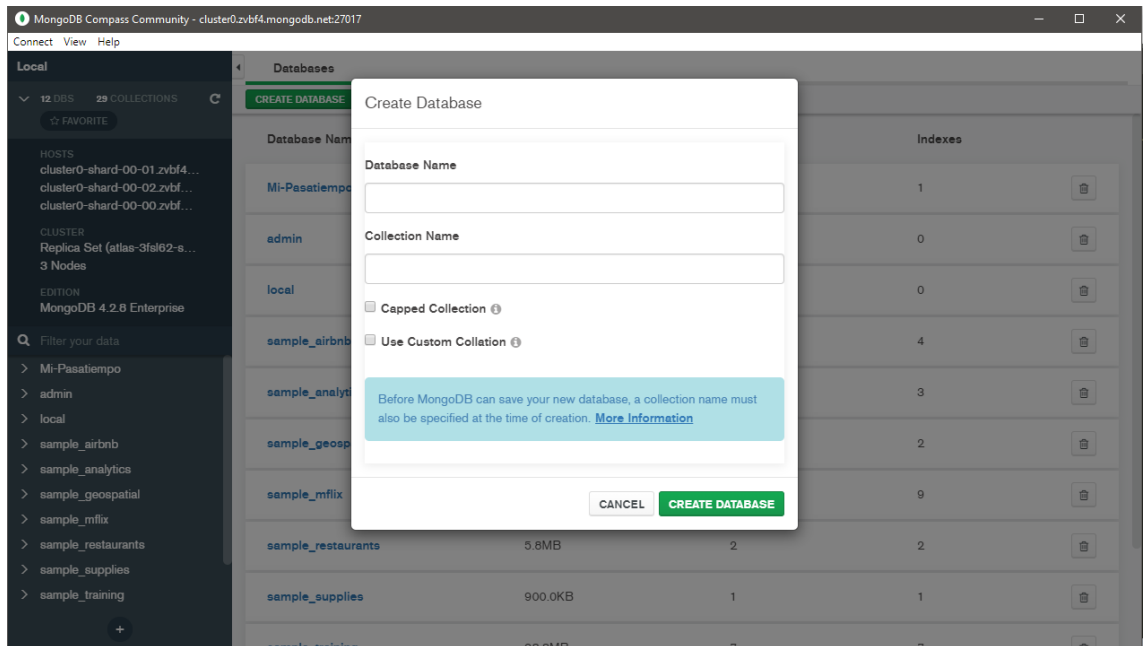 MongoDB Compass Community - cluster0.zvbf4.mongodb.net:27017
Connect View Help
Local
12 DBS 29 COLLECTIONS
FAVORITE
HOSTS
cluster0-shard-00-01.zvbf4...
cluster0-shard-00-02.zvbf...
cluster0-shard-00-00.zvbf...
CLUSTER
Replica Set (atlas-3fsl62-s...
3 Nodes
EDITION
MongoDB 4.2.8 Enterprise
Filter your data
Mi-Pasatiempo
admin
local
sample_airbnb
sample_analytics
sample_geospatial
sample_mflix
sample_restaurants
sample_supplies
sample_training
+
Databases
CREATE DATABASE
Database Nam
Indexes
Mi-Pasatiempo
1
admin
0
local
0
sample_airbnb
4
sample_analyti
3
sample_geosp
2
sample_mflix
9
sample_restaurants 5.8MB 2 2
sample_supplies 900.0KB 1 1
Create Database
Database Name
Collection Name
Capped Collection
Use Custom Collation
Before MongoDB can save your new database, a collection name must
also be specified at the time of creation. More Information
CANCEL
CREATE DATABASE